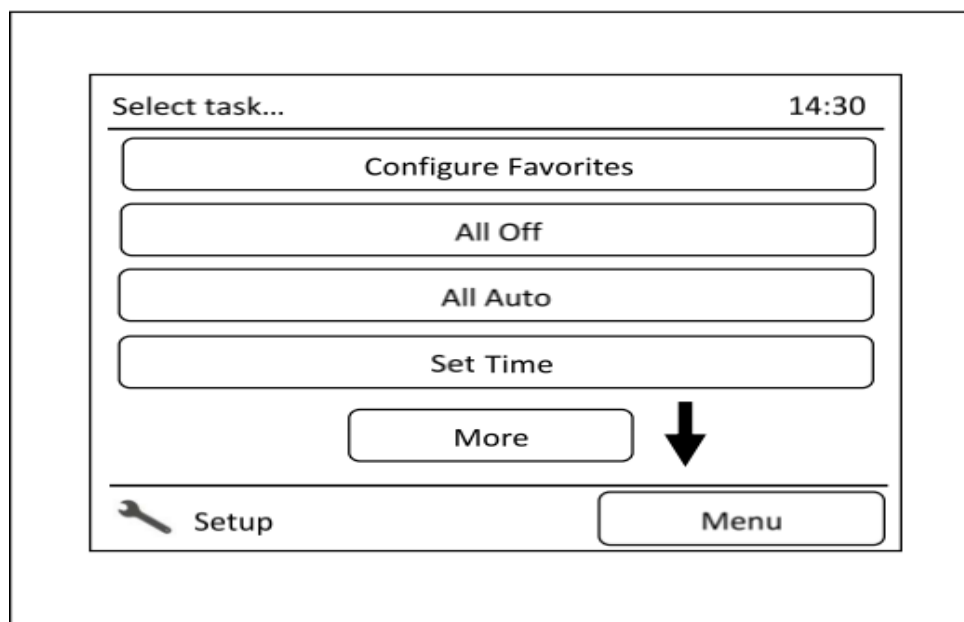 Select task... 14:30
Configure Favorites
All Off
All Auto
Set Time
More
Setup Menu